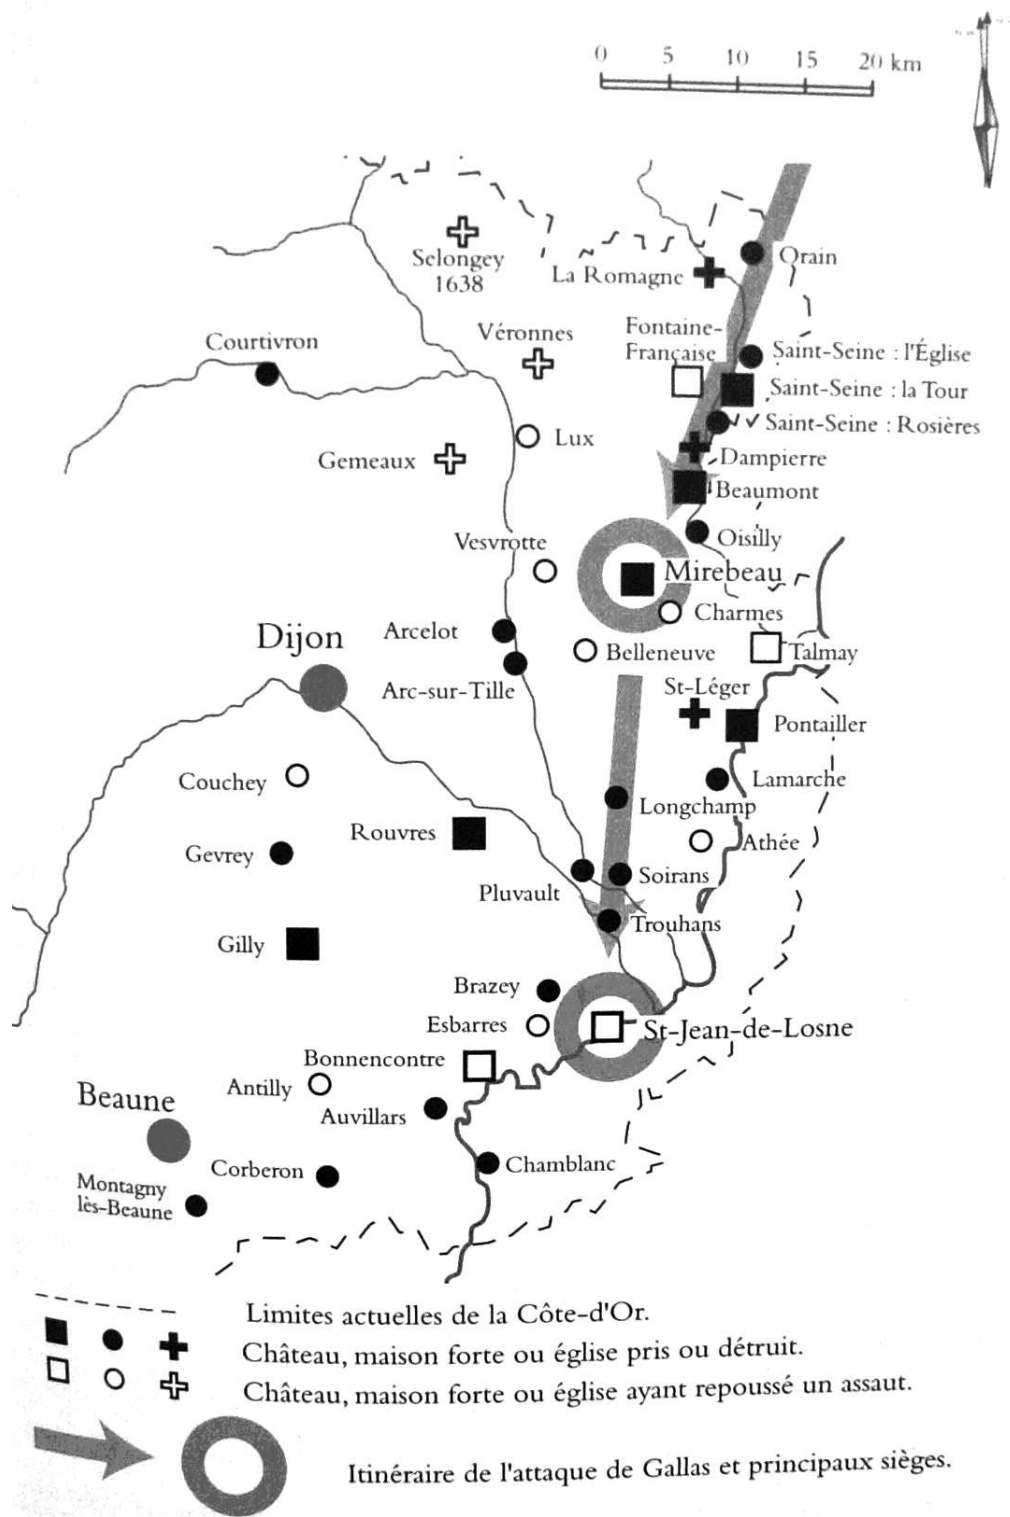 0 5 10 15 20 km
Selongey
1638
La Romagne
Orain
Véronnes
Fontaine-
Française
Courtivron
Saint-Seine : l'Église
Saint-Seine : la Tour
Saint-Seine : Rosières
Lux
Gemeaux
Dampierre
Beaumont
Oisilly
Vesvrotte
Mirebeau
Charmes
Arcelot
Dijon
Belleneuve
Talmay
Arc-sur-Tille
St-Léger
Pontailler
Couchey
Lamarche
Longchamp
Rouvres
Athée
Gevrey
Soirans
Pluvault
Trouhans
Gilly
Brazey
Esbarres
St-Jean-de-Losne
Bonnencontre
Antilly
Beaune
Auvillars
Corberon
Chamblanc
Montagny
lès-Beaune
Limites actuelles de la Côte-d'Or.
Château, maison forte ou église pris ou détruit.
Château, maison forte ou église ayant repoussé un assaut.
Itinéraire de l'attaque de Gallas et principaux sièges.